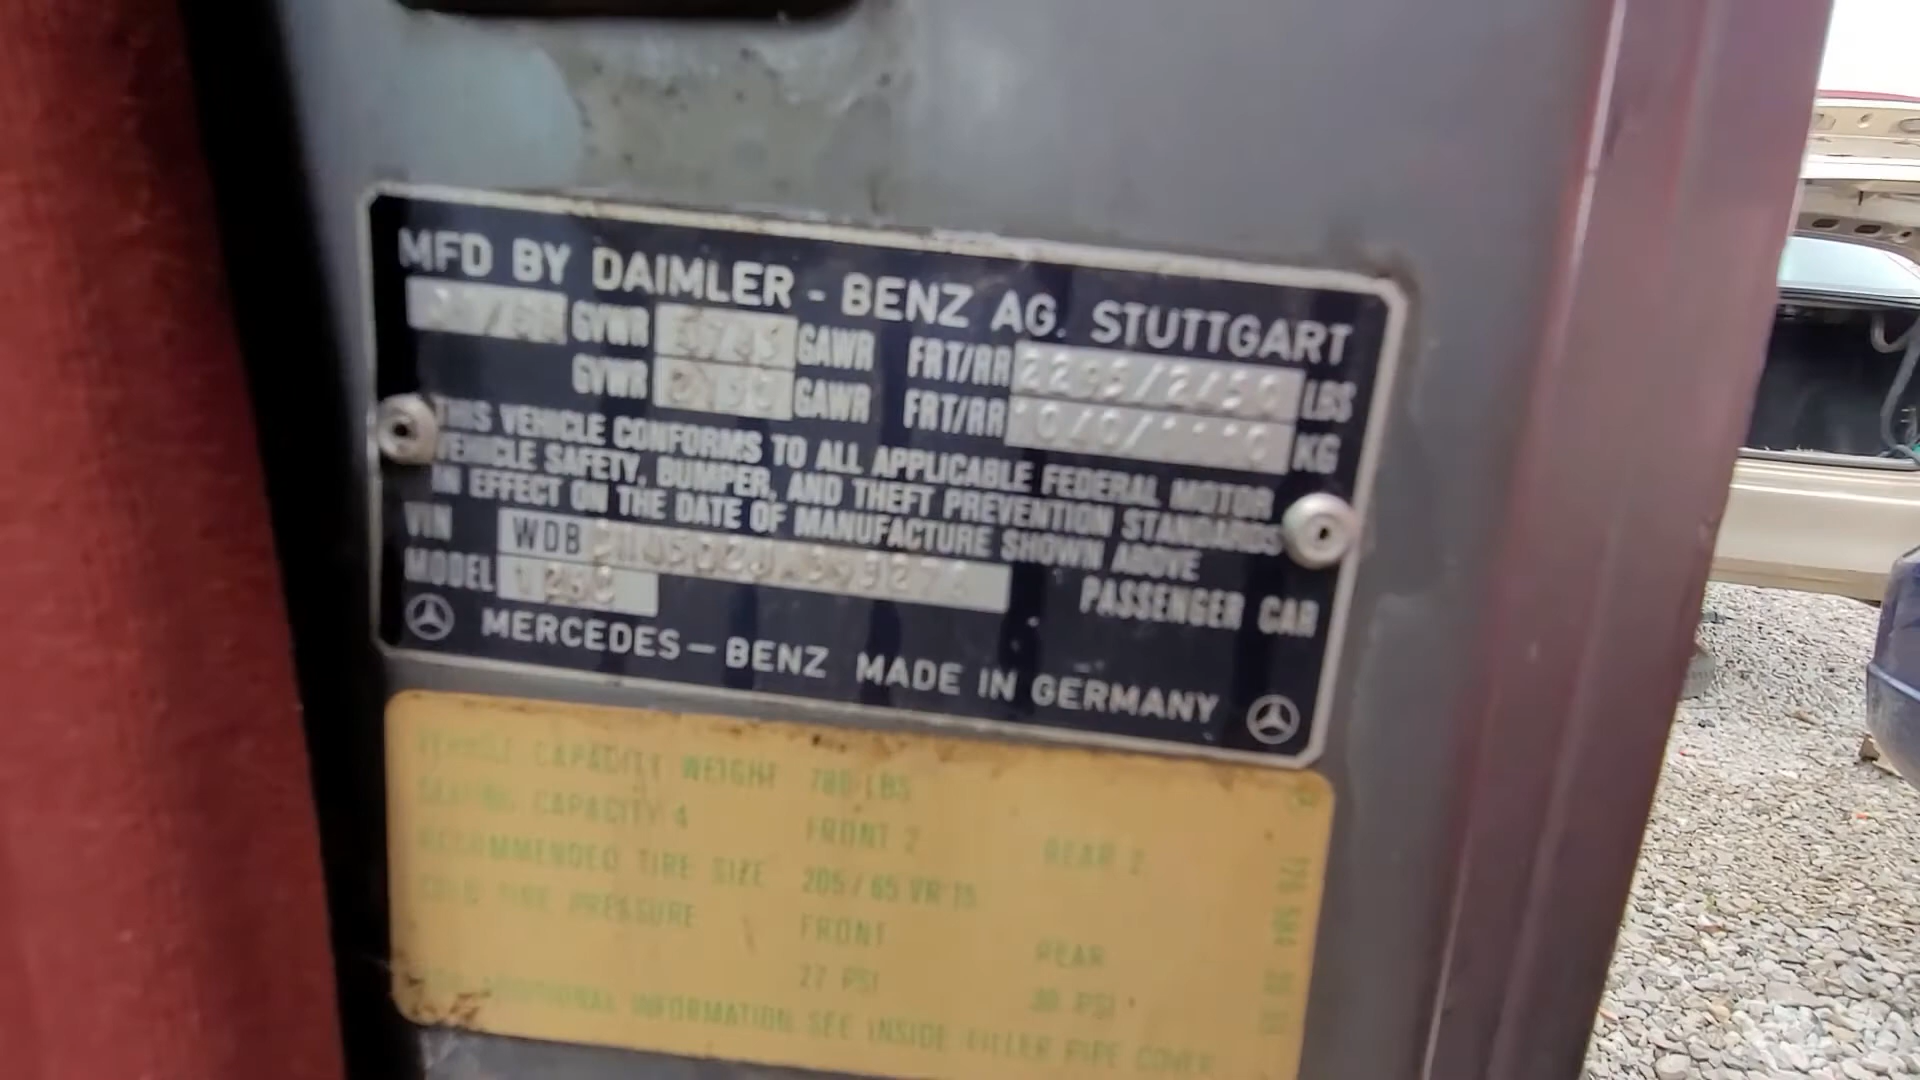 MFD BY DAIMLER - BENZ AG. STUTTGART
GVWR GAWR FRT/RR LBS
GVWR GAWR FRT/RR KG
THIS VEHICLE CONFORMS TO ALL APPLICABLE FEDERAL MOTOR
VEHICLE SAFETY, BUMPER, AND THEFT PREVENTION STANDARDS
IN EFFECT ON THE DATE OF MANUFACTURE SHOWN ABOVE
VIN WDB
MODEL PASSENGER CAR
MERCEDES - BENZ MADE IN GERMANY
VEHICLE CAPACITY WEIGHT LBS
SEATING CAPACITY 4 FRONT 2 REAR 2
RECOMMENDED TIRE SIZE 205 / 65 VR 15
COLD TIRE PRESSURE FRONT REAR
27 PSI 30 PSI
ADDITIONAL INFORMATION SEE INSIDE FILLER PIPE COVER